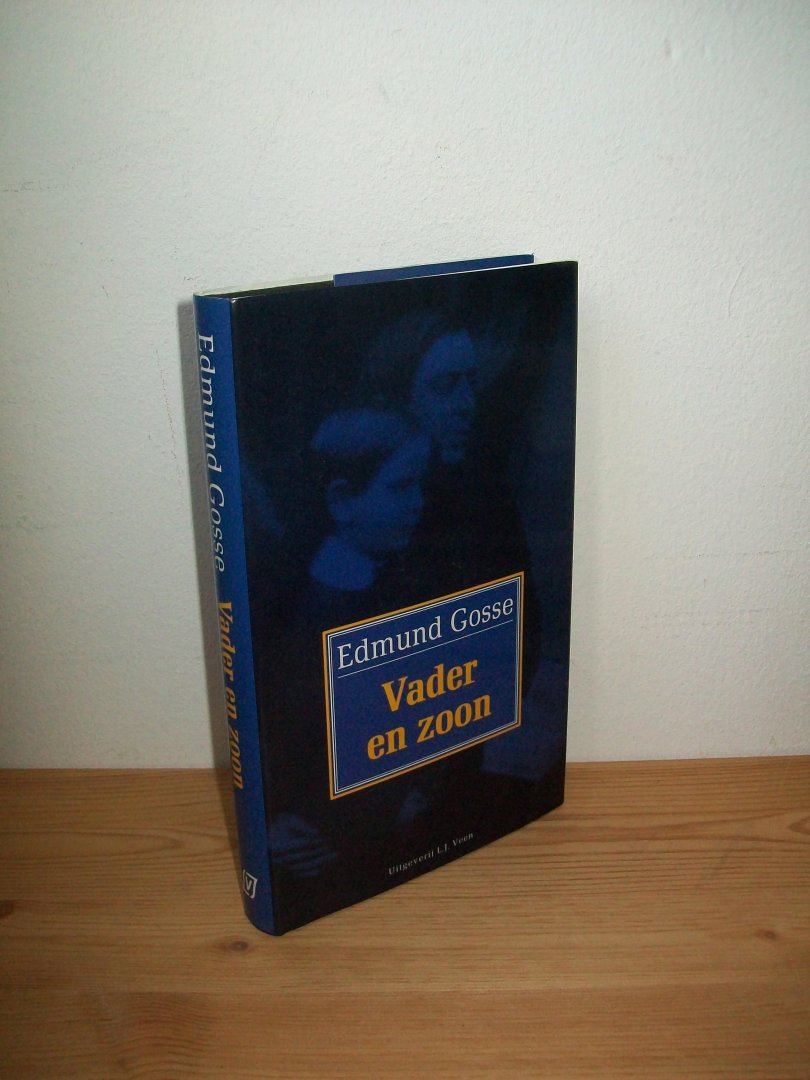 Edmund Gosse Vader en zoon
V
Edmund Gosse
Vader
en zoon
Uitgeverij L.J. Veen